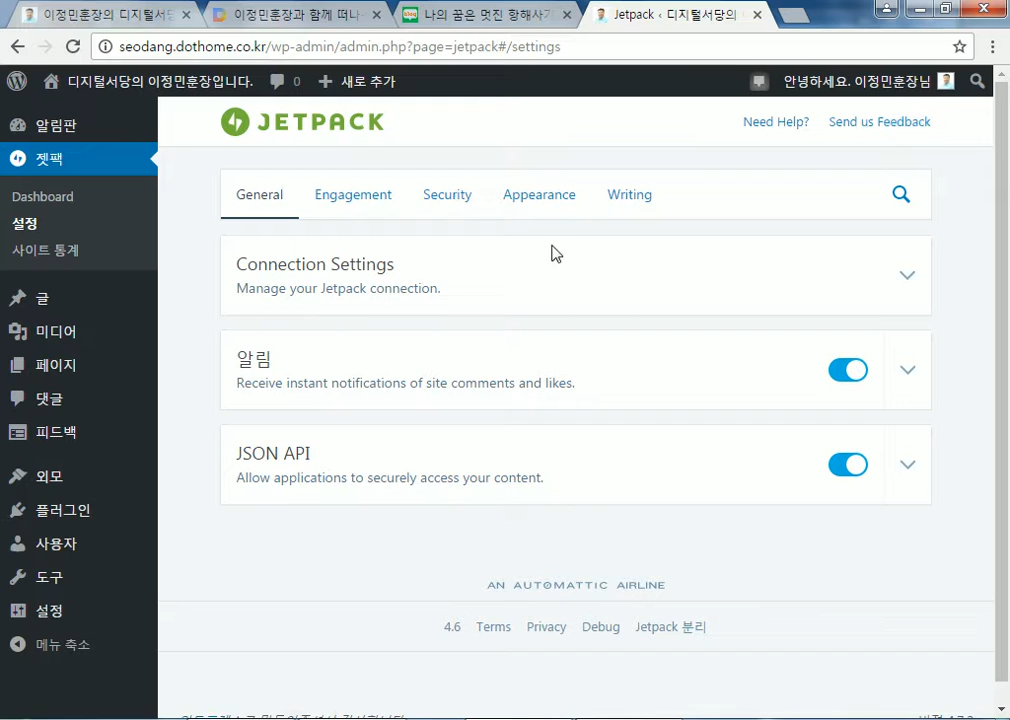 이정민훈장의 디지털서당
이정민훈장과 함께 떠나
나의 꿈은 멋진 항해사가
Jetpack ‹ 디지털서당의
seodang.dothome.co.kr/wp-admin/admin.php?page=jetpack#/settings
디지털서당의 이정민훈장입니다.
0
새로 추가
안녕하세요. 이정민훈장님
알림판
젯팩
Dashboard
설정
사이트 통계
글
미디어
페이지
댓글
피드백
외모
플러그인
사용자
도구
설정
메뉴 축소
JETPACK
Need Help?
Send us Feedback
General
Engagement
Security
Appearance
Writing
Connection Settings
Manage your Jetpack connection.
알림
Receive instant notifications of site comments and likes.
JSON API
Allow applications to securely access your content.
AN AUTOMATTIC AIRLINE
4.6
Terms
Privacy
Debug
Jetpack 분리